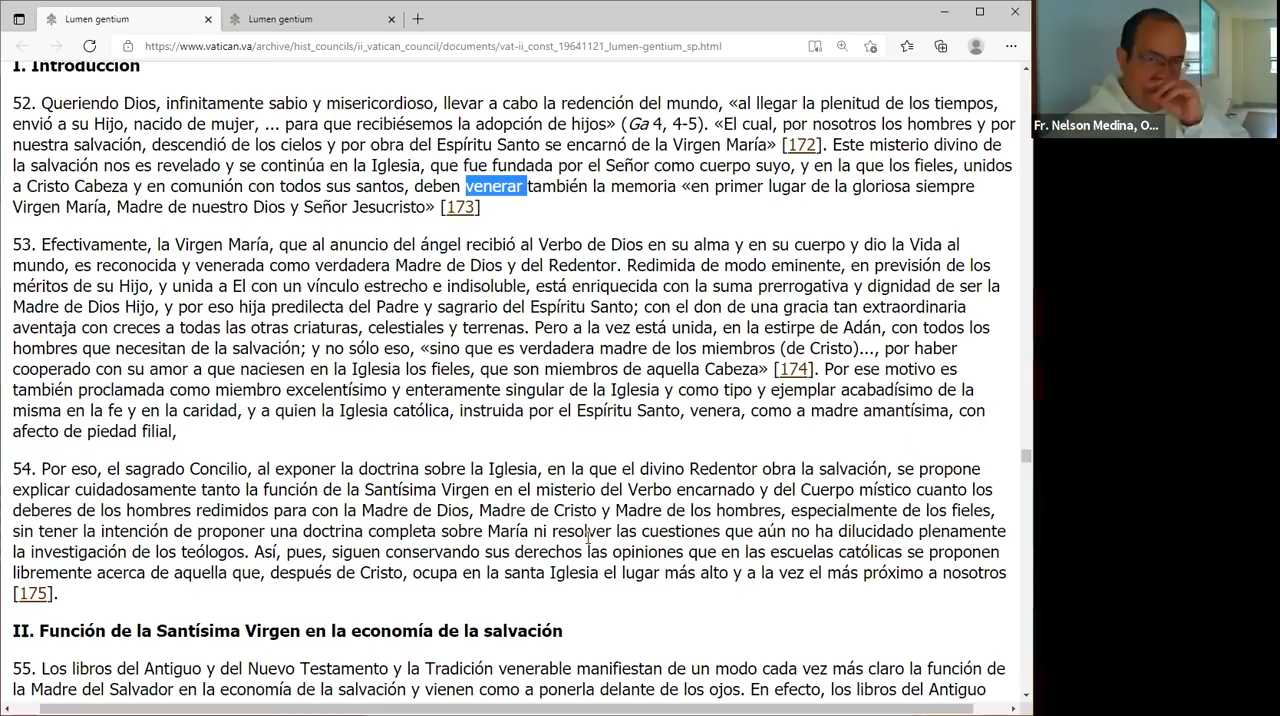 Lumen gentium
Lumen gentium
https://www.vatican.va/archive/hist_councils/ii_vatican_council/documents/vat-ii_const_19641121_lumen-gentium_sp.html
Fr. Nelson Medina, O...
I. Introducción
52. Queriendo Dios, infinitamente sabio y misericordioso, llevar a cabo la redención del mundo, «al llegar la plenitud de los tiempos,
envió a su Hijo, nacido de mujer, ... para que recibiésemos la adopción de hijos» (Ga 4, 4-5). «El cual, por nosotros los hombres y por
nuestra salvación, descendió de los cielos y por obra del Espíritu Santo se encarnó de la Virgen María» [172]. Este misterio divino de
la salvación nos es revelado y se continúa en la Iglesia, que fue fundada por el Señor como cuerpo suyo, y en la que los fieles, unidos
a Cristo Cabeza y en comunión con todos sus santos, deben venerar también la memoria «en primer lugar de la gloriosa siempre
Virgen María, Madre de nuestro Dios y Señor Jesucristo» [173]
53. Efectivamente, la Virgen María, que al anuncio del ángel recibió al Verbo de Dios en su alma y en su cuerpo y dio la Vida al
mundo, es reconocida y venerada como verdadera Madre de Dios y del Redentor. Redimida de modo eminente, en previsión de los
méritos de su Hijo, y unida a El con un vínculo estrecho e indisoluble, está enriquecida con la suma prerrogativa y dignidad de ser la
Madre de Dios Hijo, y por eso hija predilecta del Padre y sagrario del Espíritu Santo; con el don de una gracia tan extraordinaria
aventaja con creces a todas las otras criaturas, celestiales y terrenas. Pero a la vez está unida, en la estirpe de Adán, con todos los
hombres que necesitan de la salvación; y no sólo eso, «sino que es verdadera madre de los miembros (de Cristo)..., por haber
cooperado con su amor a que naciesen en la Iglesia los fieles, que son miembros de aquella Cabeza» [174]. Por ese motivo es
también proclamada como miembro excelentísimo y enteramente singular de la Iglesia y como tipo y ejemplar acabadísimo de la
misma en la fe y en la caridad, y a quien la Iglesia católica, instruida por el Espíritu Santo, venera, como a madre amantísima, con
afecto de piedad filial,
54. Por eso, el sagrado Concilio, al exponer la doctrina sobre la Iglesia, en la que el divino Redentor obra la salvación, se propone
explicar cuidadosamente tanto la función de la Santísima Virgen en el misterio del Verbo encarnado y del Cuerpo místico cuanto los
deberes de los hombres redimidos para con la Madre de Dios, Madre de Cristo y Madre de los hombres, especialmente de los fieles,
sin tener la intención de proponer una doctrina completa sobre María ni resolver las cuestiones que aún no ha dilucidado plenamente
la investigación de los teólogos. Así, pues, siguen conservando sus derechos las opiniones que en las escuelas católicas se proponen
libremente acerca de aquella que, después de Cristo, ocupa en la santa Iglesia el lugar más alto y a la vez el más próximo a nosotros
[175].
II. Función de la Santísima Virgen en la economía de la salvación
55. Los libros del Antiguo y del Nuevo Testamento y la Tradición venerable manifiestan de un modo cada vez más claro la función de
la Madre del Salvador en la economía de la salvación y vienen como a ponerla delante de los ojos. En efecto, los libros del Antiguo